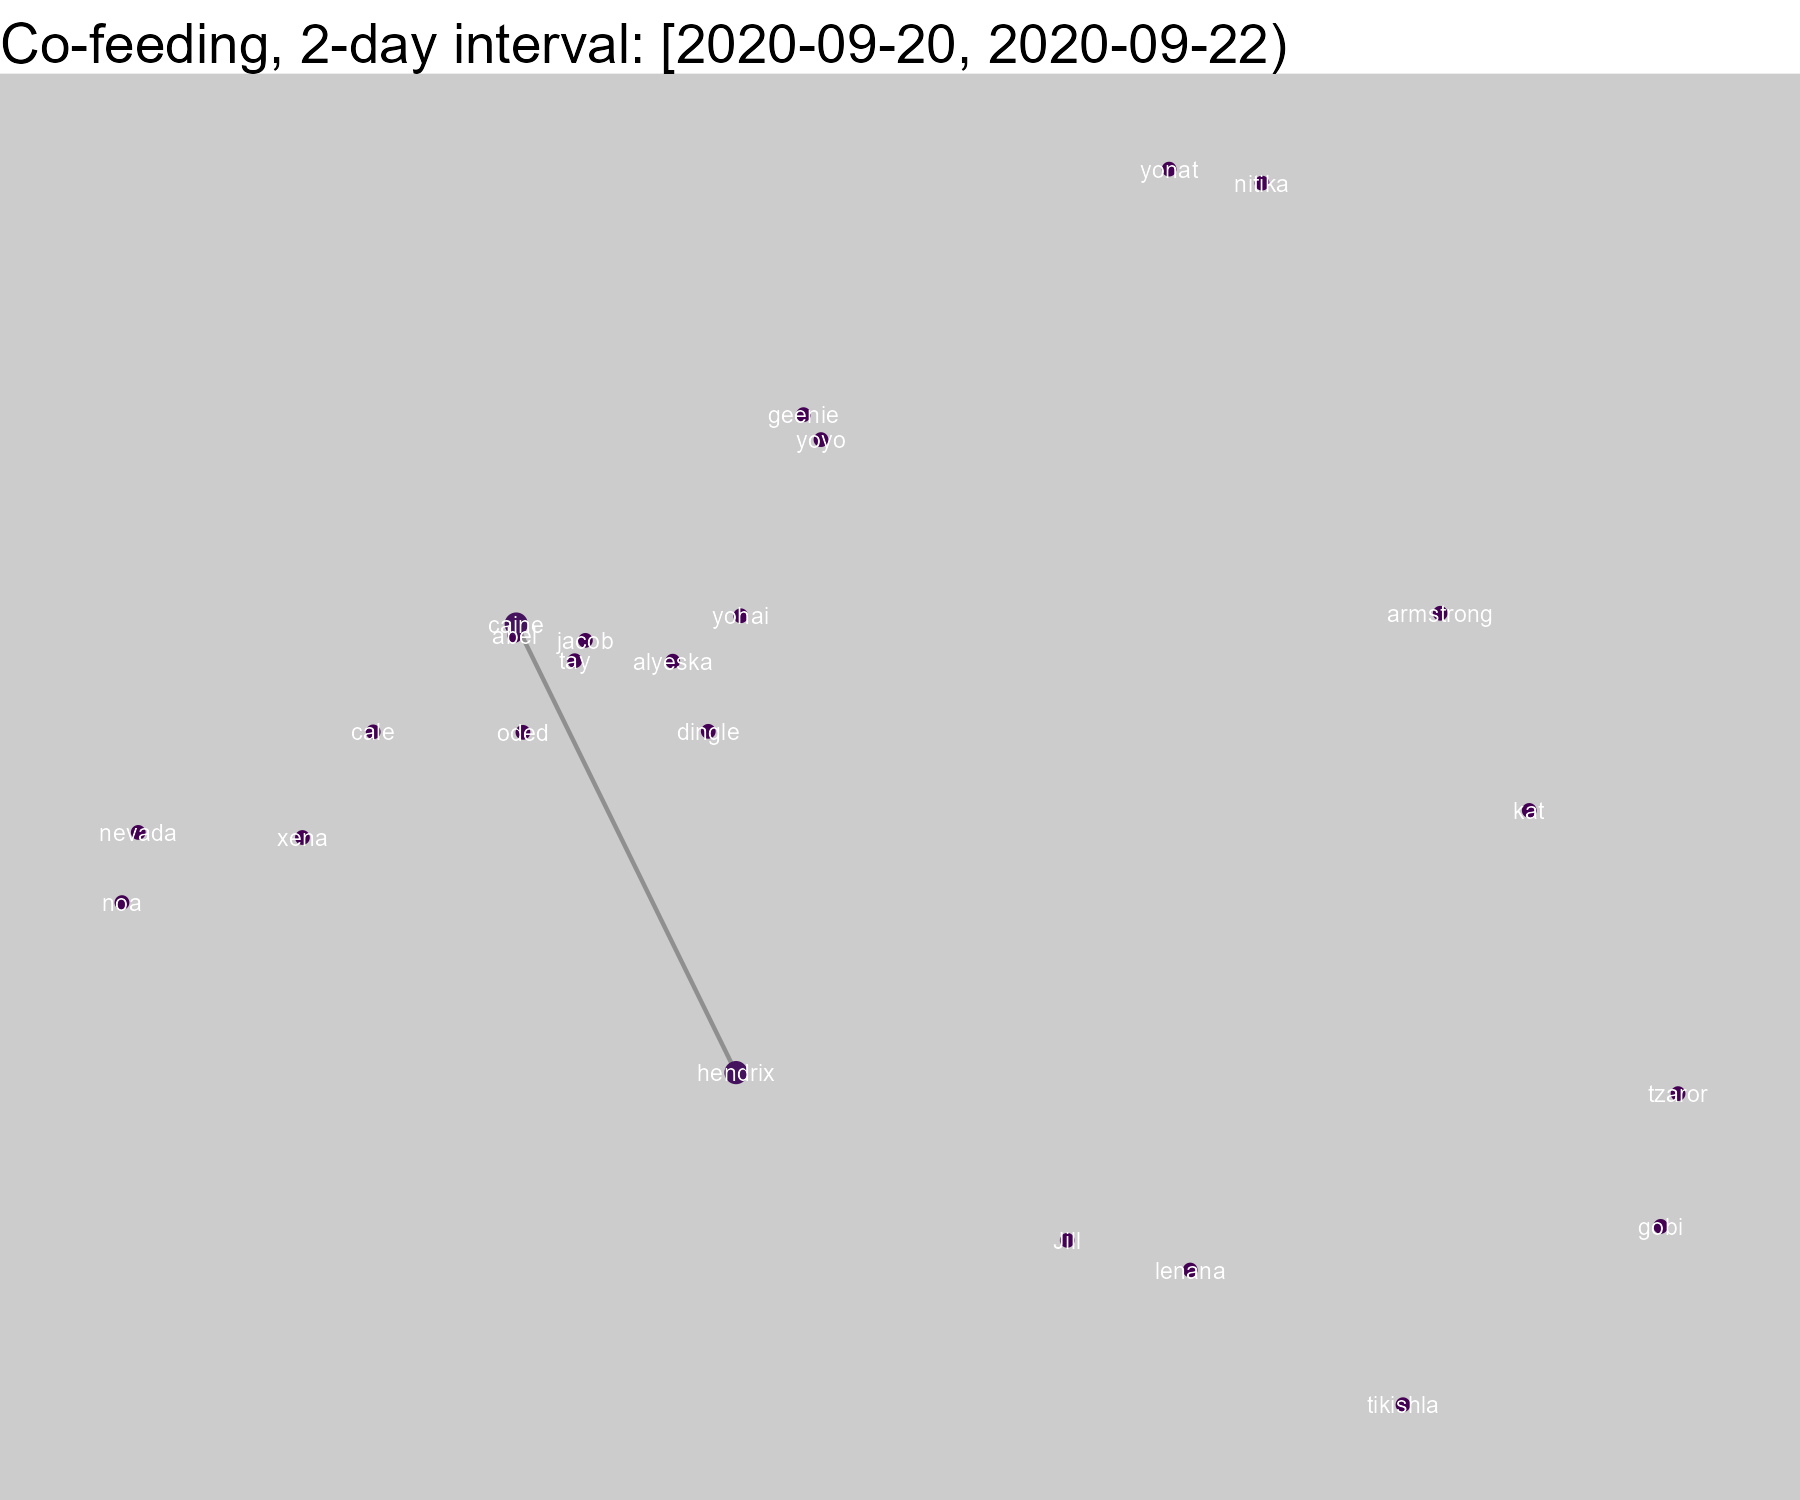 Co-feeding, 2-day interval: [2020-09-20, 2020-09-22)
yonat
nitika
geenie
yoyo
armstrong
yohai
caine
abel
jacob
tay
alyeska
cale
oded
dingle
kat
nevada
xena
noa
hendrix
tzaror
gobi
Jill
lenana
tikishla